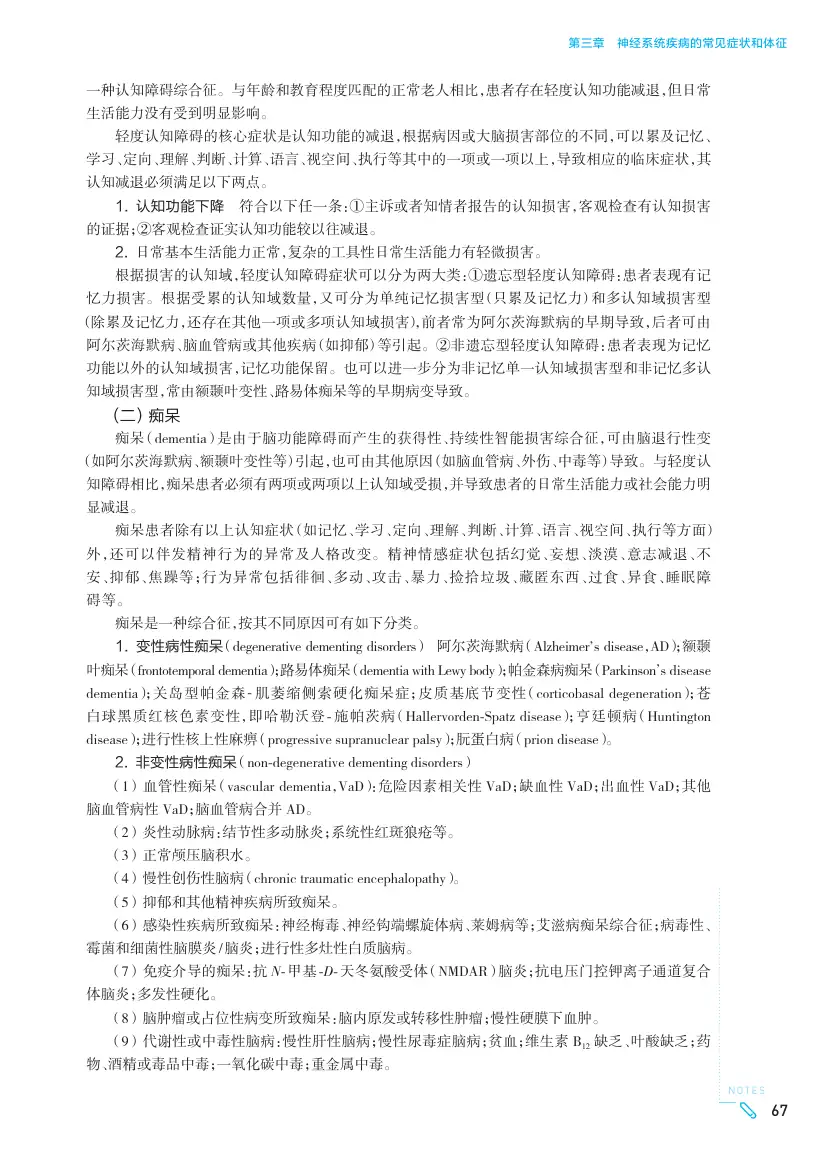 第三章 神经系统疾病的常见症状和体征
一种认知障碍综合征。与年龄和教育程度匹配的正常老人相比,患者存在轻度认知功能减退,但日常
生活能力没有受到明显影响。
轻度认知障碍的核心症状是认知功能的减退,根据病因或大脑损害部位的不同,可以累及记忆、
学习、定向、理解、判断、计算、语言、视空间、执行等其中的一项或一项以上,导致相应的临床症状,其
认知减退必须满足以下两点。
1. 认知功能下降 符合以下任一条:①主诉或者知情者报告的认知损害,客观检查有认知损害
的证据;②客观检查证实认知功能较以往减退。
2. 日常基本生活能力正常,复杂的工具性日常生活能力有轻微损害。
根据损害的认知域,轻度认知障碍症状可以分为两大类:①遗忘型轻度认知障碍:患者表现有记
忆力损害。根据受累的认知域数量,又可分为单纯记忆损害型(只累及记忆力)和多认知域损害型
(除累及记忆力,还存在其他一项或多项认知域损害),前者常为阿尔茨海默病的早期导致,后者可由
阿尔茨海默病、脑血管病或其他疾病(如抑郁)等引起。②非遗忘型轻度认知障碍:患者表现为记忆
功能以外的认知域损害,记忆功能保留。也可以进一步分为非记忆单一认知域损害型和非记忆多认
知域损害型,常由额颞叶变性、路易体痴呆等的早期病变导致。
(二)痴呆
痴呆(dementia)是由于脑功能障碍而产生的获得性、持续性智能损害综合征,可由脑退行性变
(如阿尔茨海默病、额颞叶变性等)引起,也可由其他原因(如脑血管病、外伤、中毒等)导致。与轻度认
知障碍相比,痴呆患者必须有两项或两项以上认知域受损,并导致患者的日常生活能力或社会能力明
显减退。
痴呆患者除有以上认知症状(如记忆、学习、定向、理解、判断、计算、语言、视空间、执行等方面)
外,还可以伴发精神行为的异常及人格改变。精神情感症状包括幻觉、妄想、淡漠、意志减退、不
安、抑郁、焦躁等;行为异常包括徘徊、多动、攻击、暴力、捡拾垃圾、藏匿东西、过食、异食、睡眠障
碍等。
痴呆是一种综合征,按其不同原因可有如下分类。
1. 变性病性痴呆(degenerative dementing disorders) 阿尔茨海默病(Alzheimer's disease,AD);额颞
叶痴呆(frontotemporal dementia);路易体痴呆(dementia with Lewy body);帕金森病痴呆(Parkinson's disease
dementia);关岛型帕金森-肌萎缩侧索硬化痴呆症;皮质基底节变性(corticobasal degeneration);苍
白球黑质红核色素变性,即哈勒沃登-施帕茨病(Hallervorden-Spatz disease);亨廷顿病(Huntington
disease);进行性核上性麻痹(progressive supranuclear palsy);朊蛋白病(prion disease)。
2. 非变性病性痴呆(non-degenerative dementing disorders)
(1)血管性痴呆(vascular dementia,VaD):危险因素相关性 VaD;缺血性 VaD;出血性 VaD;其他
脑血管病性 VaD;脑血管病合并 AD。
(2)炎性动脉病:结节性多动脉炎;系统性红斑狼疮等。
(3)正常颅压脑积水。
(4)慢性创伤性脑病(chronic traumatic encephalopathy)。
(5)抑郁和其他精神疾病所致痴呆。
(6)感染性疾病所致痴呆:神经梅毒、神经钩端螺旋体病、莱姆病等;艾滋病痴呆综合征;病毒性、
霉菌和细菌性脑膜炎/脑炎;进行性多灶性白质脑病。
(7)免疫介导的痴呆:抗 N-甲基-D-天冬氨酸受体(NMDAR)脑炎;抗电压门控钾离子通道复合
体脑炎;多发性硬化。
(8)脑肿瘤或占位性病变所致痴呆:脑内原发或转移性肿瘤;慢性硬膜下血肿。
(9)代谢性或中毒性脑病:慢性肝性脑病;慢性尿毒症脑病;贫血;维生素 B₁₂ 缺乏、叶酸缺乏;药
物、酒精或毒品中毒;一氧化碳中毒;重金属中毒。
NOTES
67